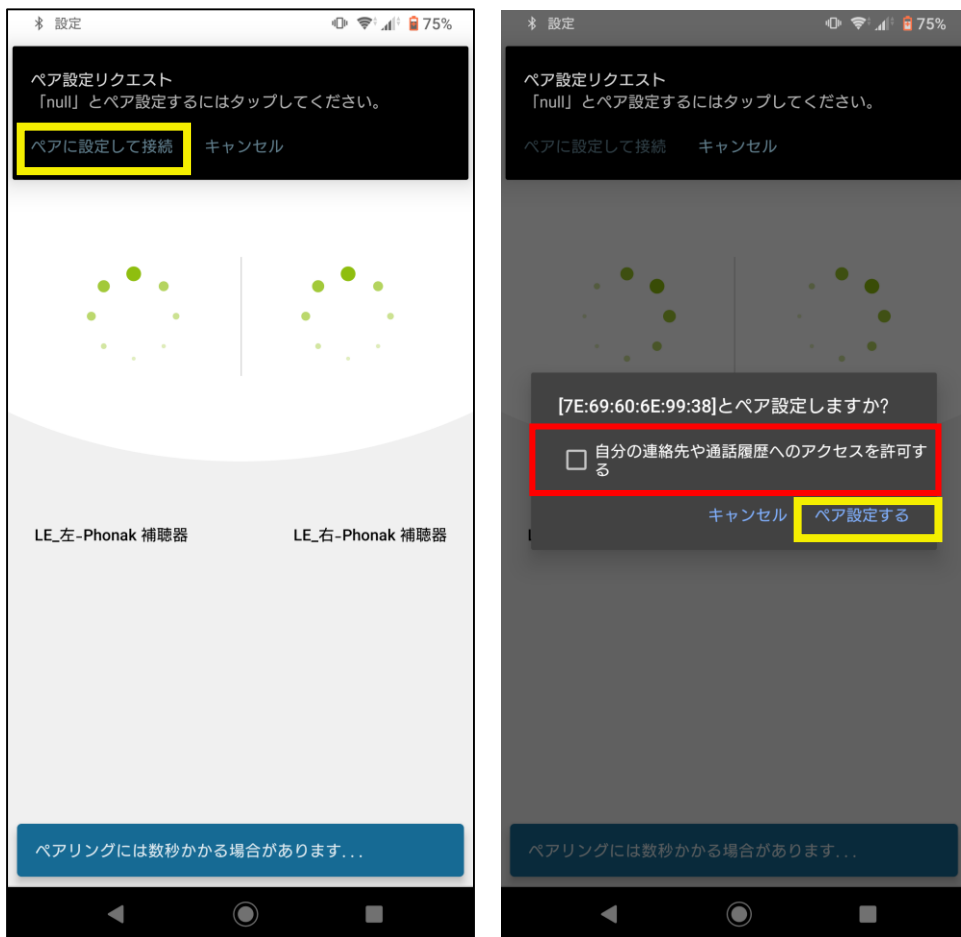 設定
75%
ペア設定リクエスト
「null」とペア設定するにはタップしてください。
ペアに設定して接続 キャンセル
LE_左-Phonak 補聴器 LE_右-Phonak 補聴器
ペアリングには数秒かかる場合があります...
設定
75%
ペア設定リクエスト
「null」とペア設定するにはタップしてください。
ペアに設定して接続 キャンセル
[7E:69:60:6E:99:38]とペア設定しますか?
自分の連絡先や通話履歴へのアクセスを許可す
る
キャンセル ペア設定する
ペアリングには数秒かかる場合があります...